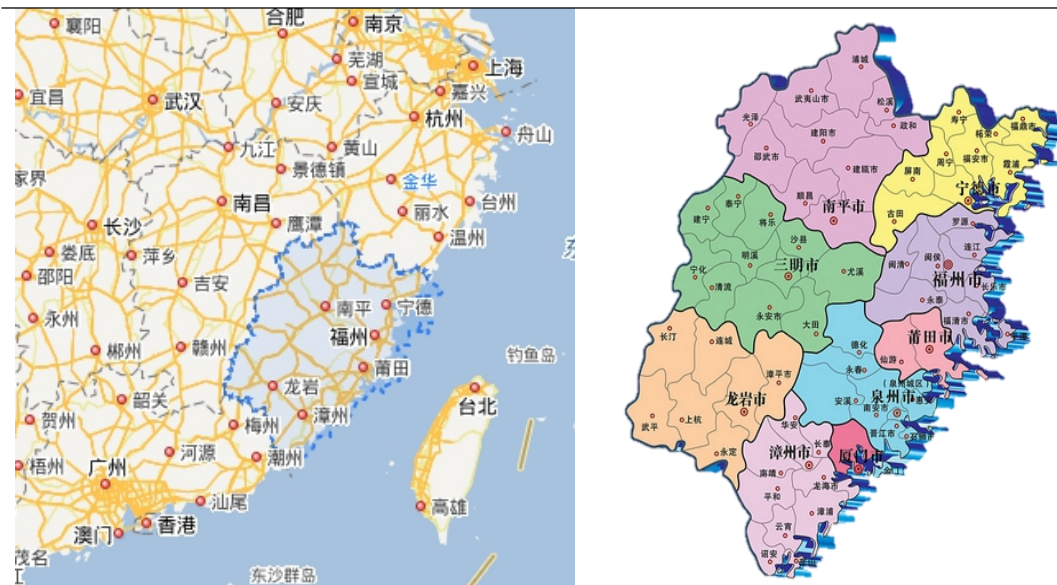 襄阳
合肥
南京
芜湖
宣城
上海
宜昌
武汉
安庆
嘉兴
杭州
舟山
九江
黄山
景德镇
家界
金华
南昌
丽水
台州
长沙
鹰潭
温州
娄底
萍乡
邵阳
吉安
南平
宁德
永州
福州
钓鱼岛
郴州
赣州
莆田
龙岩
台北
韶关
漳州
贺州
梅州
梧州
广州
河源
潮州
汕尾
高雄
澳门
香港
茂名
东沙群岛
浦城
武夷山市
松溪
光泽
建阳市
政和
邵武市
建瓯市
顺昌
南平市
寿宁
柘荣
福鼎市
周宁
福安市
霞浦
屏南
宁德市
古田
泰宁
建宁
将乐
沙县
明溪
三明市
尤溪
宁化
清流
永安市
大田
罗源
连江
闽清
闽侯
福州市
长乐市
永泰
福清市
长汀
连城
漳平市
龙岩市
武平
上杭
永定
德化
仙游
莆田市
永春
（泉州城区）
安溪
泉州市
南安市
晋江市
华安
长泰
漳州市
厦门市
南靖
龙海市
平和
漳浦
云宵
诏安